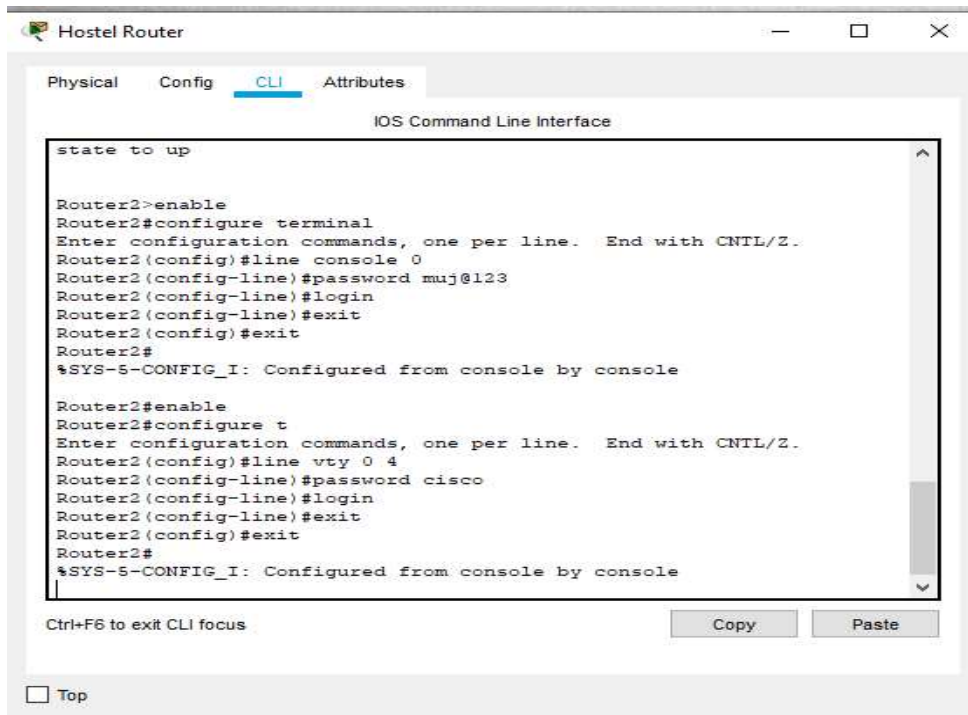 Hostel Router
Physical Config CLI Attributes
IOS Command Line Interface
state to up
Router2>enable
Router2#configure terminal
Enter configuration commands, one per line.  End with CNTL/Z.
Router2(config)#line console 0
Router2(config-line)#password muj@123
Router2(config-line)#login
Router2(config-line)#exit
Router2(config)#exit
Router2#
%SYS-5-CONFIG_I: Configured from console by console
Router2#enable
Router2#configure t
Enter configuration commands, one per line.  End with CNTL/Z.
Router2(config)#line vty 0 4
Router2(config-line)#password cisco
Router2(config-line)#login
Router2(config-line)#exit
Router2(config)#exit
Router2#
%SYS-5-CONFIG_I: Configured from console by console
Ctrl+F6 to exit CLI focus
Copy Paste
Top